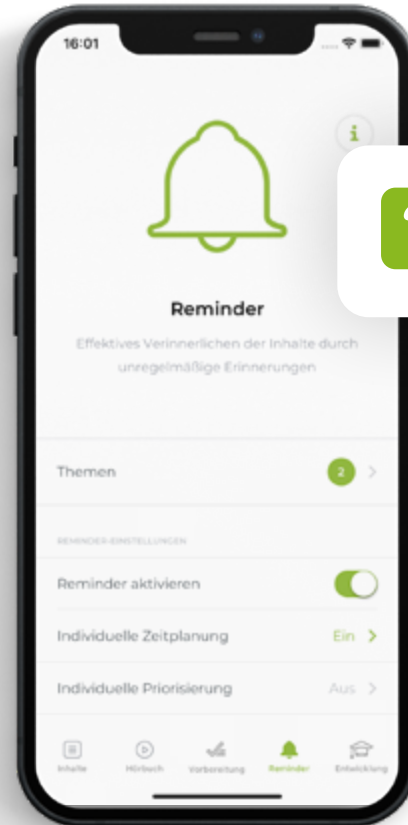 16:01
i
Reminder
Effektives Verinnerlichen der Inhalte durch
unregelmäßige Erinnerungen
Themen 2
REMINDER-EINSTELLUNGEN
Reminder aktivieren
Individuelle Zeitplanung Ein
Individuelle Priorisierung Aus
Inhalte Hörbuch Vorbereitung Reminder Entwicklung